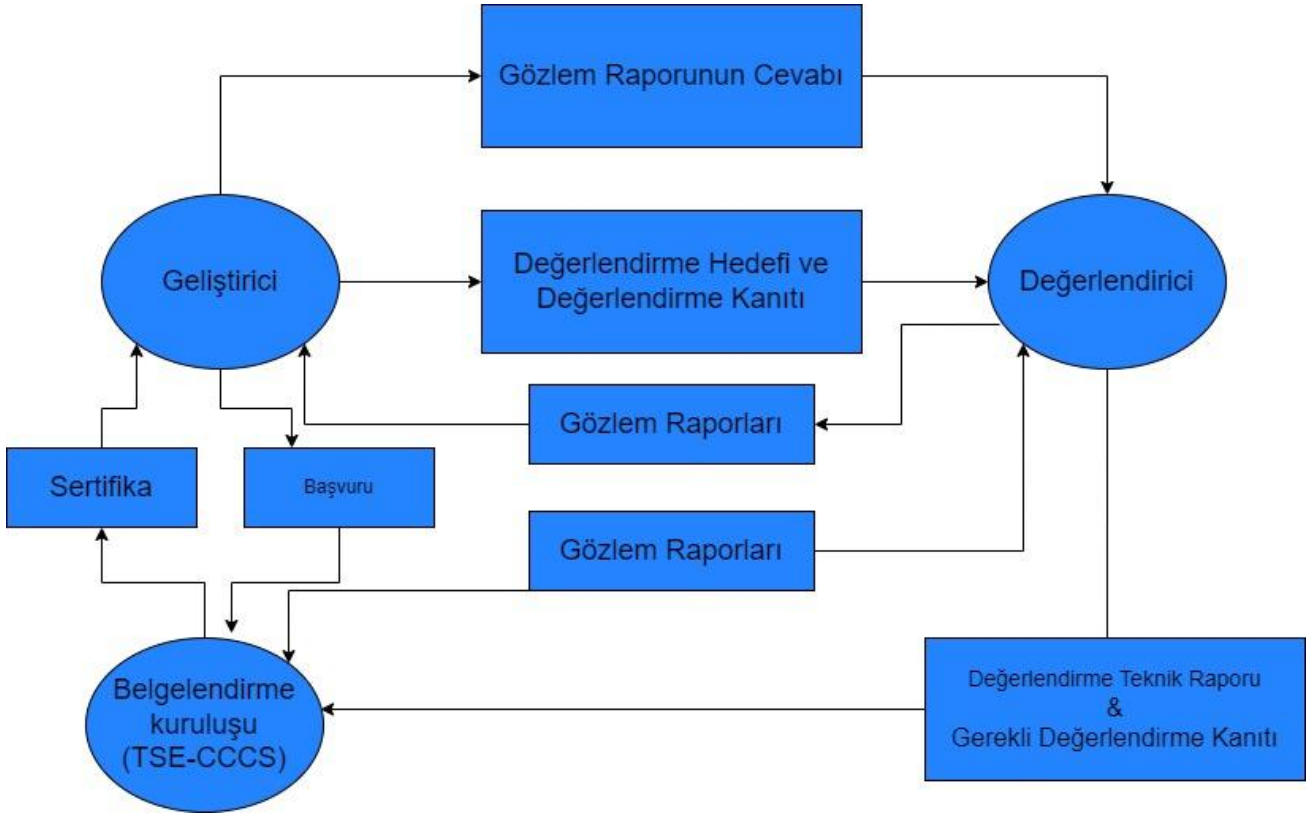 Gözlem Raporunun Cevabı
Geliştirici
Değerlendirme Hedefi ve
Değerlendirme Kanıtı
Değerlendirici
Gözlem Raporları
Sertifika
Başvuru
Gözlem Raporları
Belgelendirme
kuruluşu
(TSE-CCCS)
Değerlendirme Teknik Raporu
&
Gerekli Değerlendirme Kanıtı